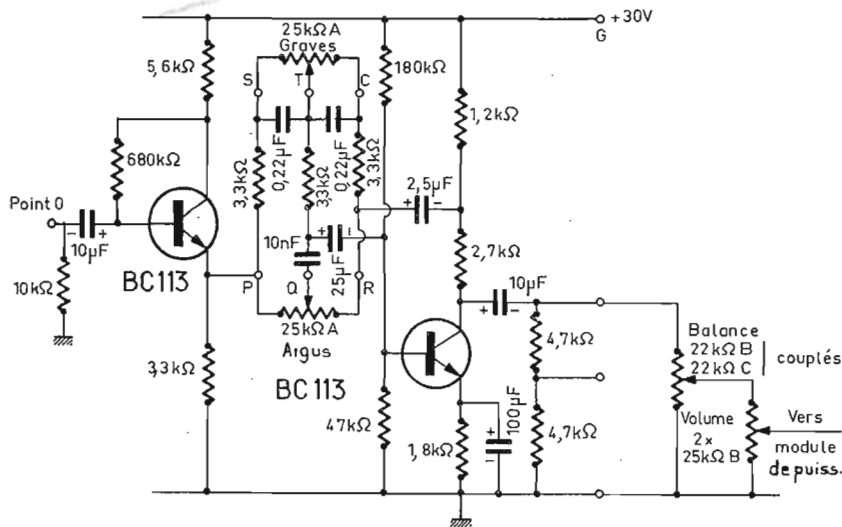 +30V
G
25kΩA
Graves
5,6kΩ
S
T
C
180kΩ
1,2kΩ
680kΩ
3,3kΩ
0,22µF
3,3kΩ
0,22µF
3,3kΩ
2,5µF
+ -
Point 0
- +
10µF
10kΩ
BC113
10nF
+ -
25µF
2,7kΩ
10µF
+ -
P
Q
R
25kΩA
Argus
BC113
3,3kΩ
4,7kΩ
Balance
22kΩB
22kΩC
couplés
47kΩ
1,8kΩ
+
-
100µF
4,7kΩ
Volume
2×
25kΩB
Vers
module
de puiss.